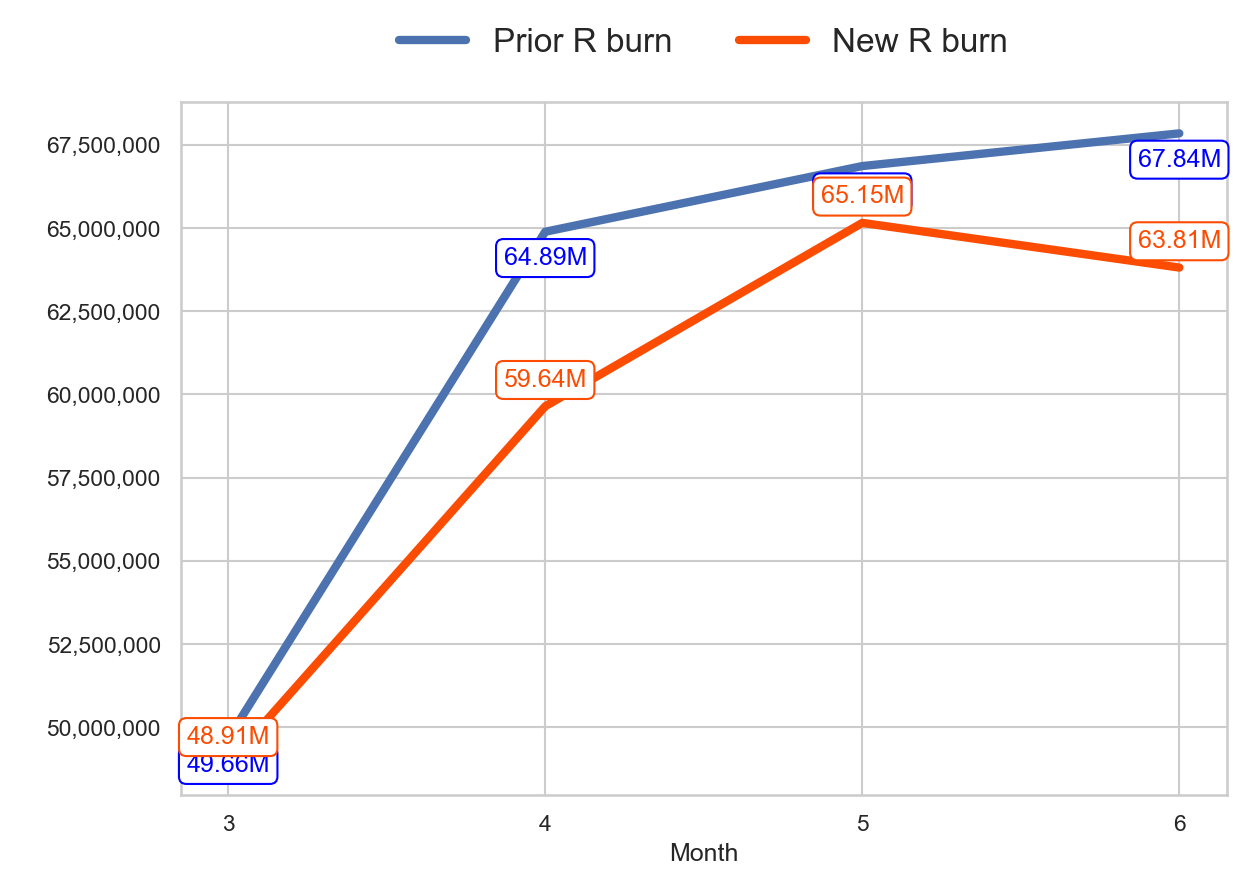 Prior R burn New R burn
67,500,000
65,000,000
62,500,000
60,000,000
57,500,000
55,000,000
52,500,000
50,000,000
67.84M
65.15M
63.81M
64.89M
59.64M
48.91M
49.66M
3 4 5 6
Month